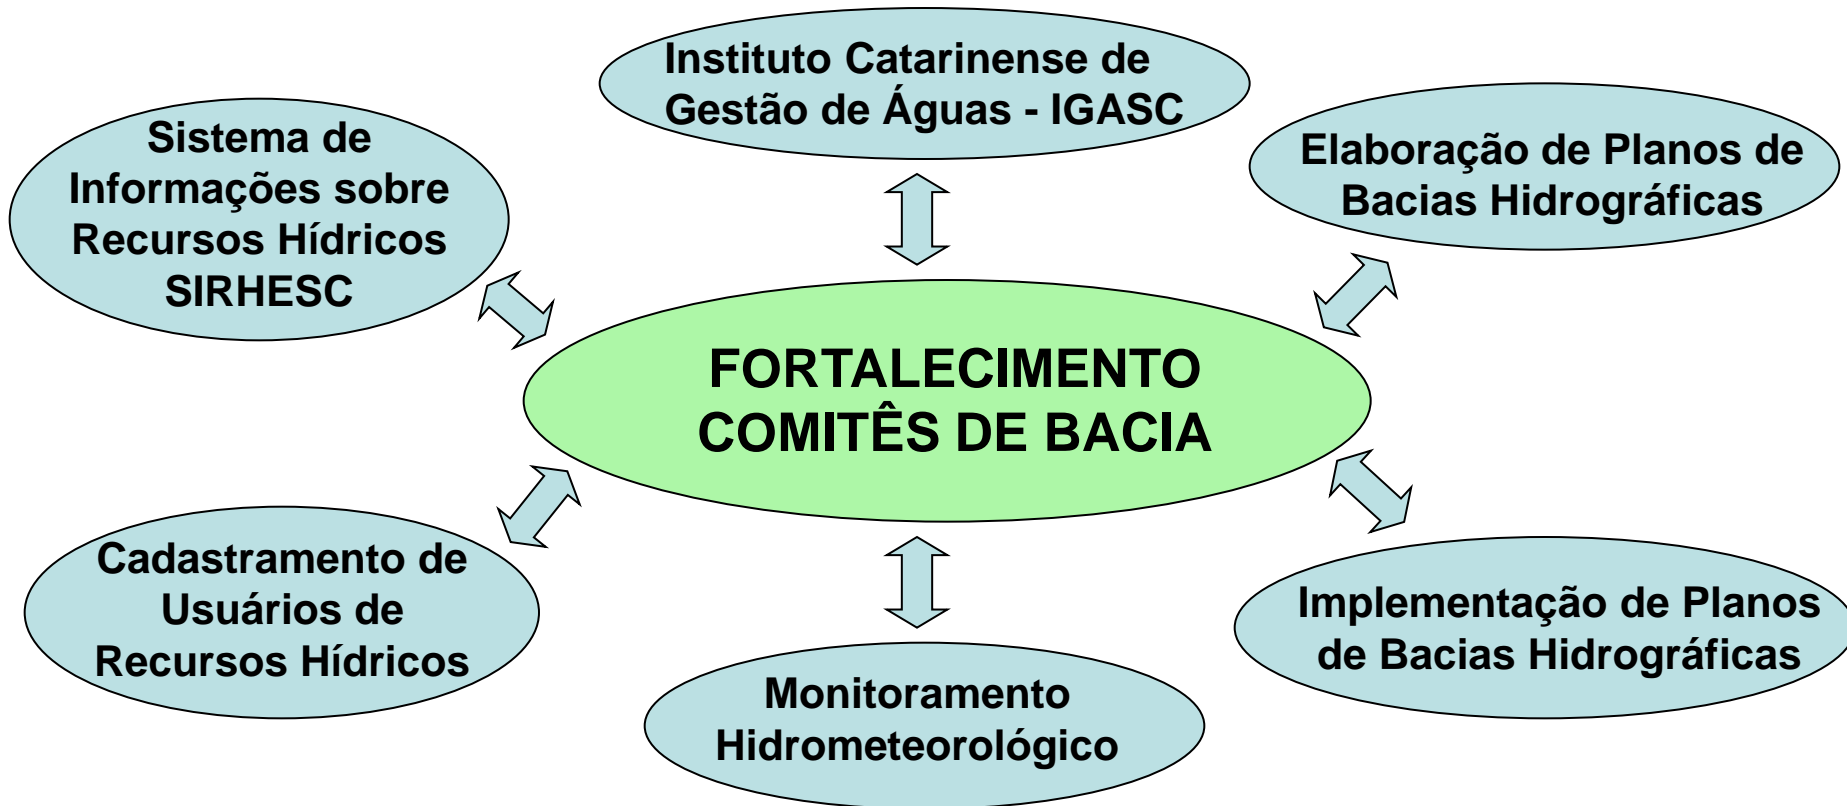 Instituto Catarinense de
Gestão de Águas - IGASC
Sistema de
Informações sobre
Recursos Hídricos
SIRHESC
Elaboração de Planos de
Bacias Hidrográficas
FORTALECIMENTO
COMITÊS DE BACIA
Cadastramento de
Usuários de
Recursos Hídricos
Implementação de Planos
de Bacias Hidrográficas
Monitoramento
Hidrometeorológico